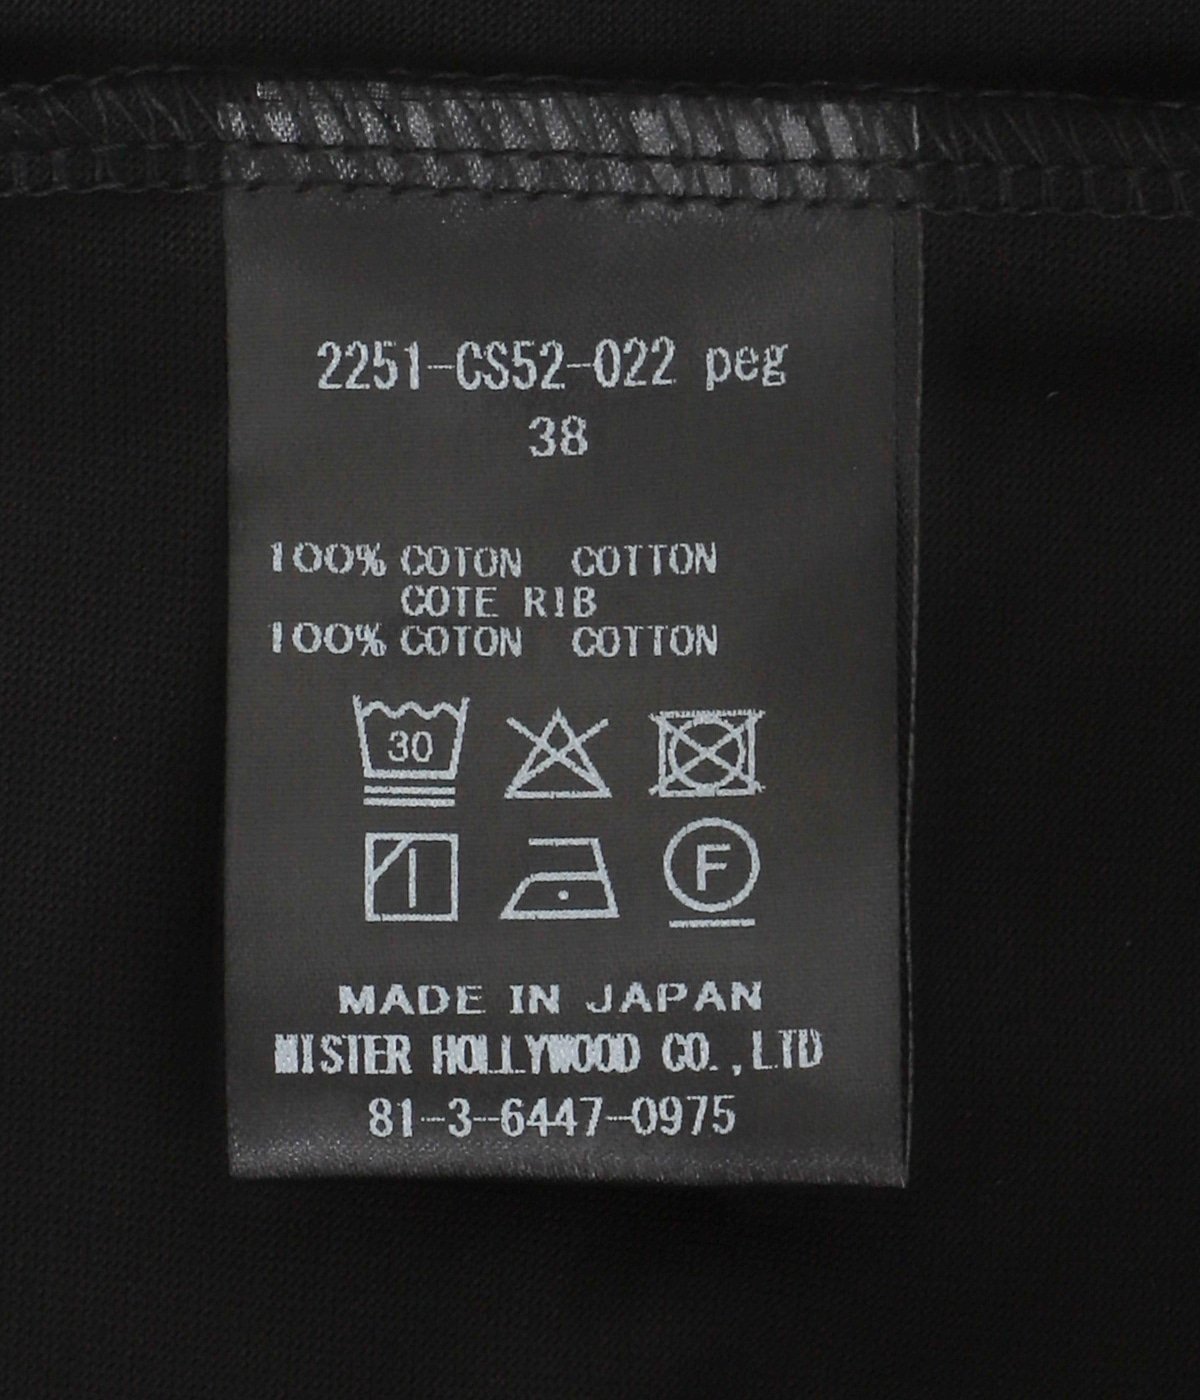 2251-CS52-022 peg
38
100% COTON COTTON
COTE RIB
100% COTON COTTON
30
F
MADE IN JAPAN
MISTER HOLLYWOOD CO.,LTD
81-3-6447-0975